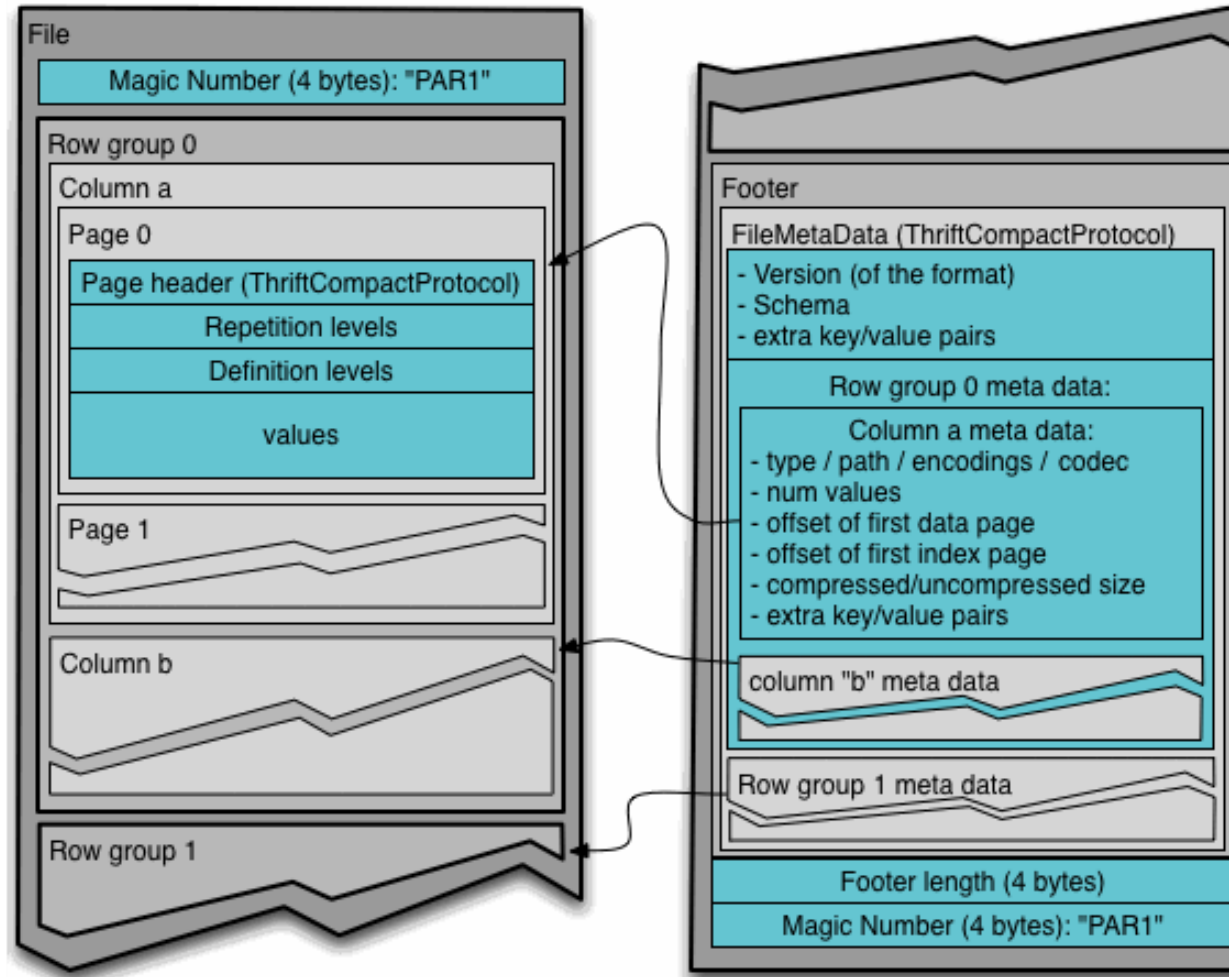 File
Magic Number (4 bytes): "PAR1"
Row group 0
Column a
Page 0
Page header (ThriftCompactProtocol)
Repetition levels
Definition levels
values
Page 1
Column b
Row group 1
Footer
FileMetaData (ThriftCompactProtocol)
- Version (of the format)
- Schema
- extra key/value pairs
Row group 0 meta data:
Column a meta data:
- type / path / encodings / codec
- num values
- offset of first data page
- offset of first index page
- compressed/uncompressed size
- extra key/value pairs
column "b" meta data
Row group 1 meta data
Footer length (4 bytes)
Magic Number (4 bytes): "PAR1"